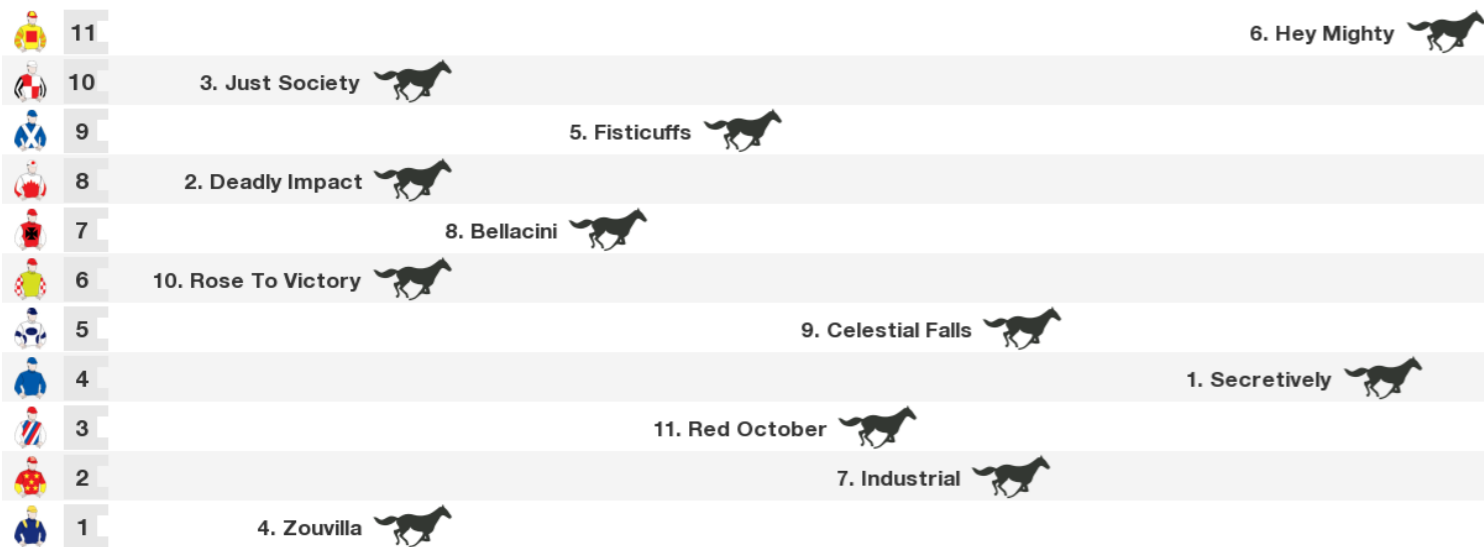 11 6. Hey Mighty
10 3. Just Society
9 5. Fisticuffs
8 2. Deadly Impact
7 8. Bellacini
6 10. Rose To Victory
5 9. Celestial Falls
4 1. Secretively
3 11. Red October
2 7. Industrial
1 4. Zouvilla